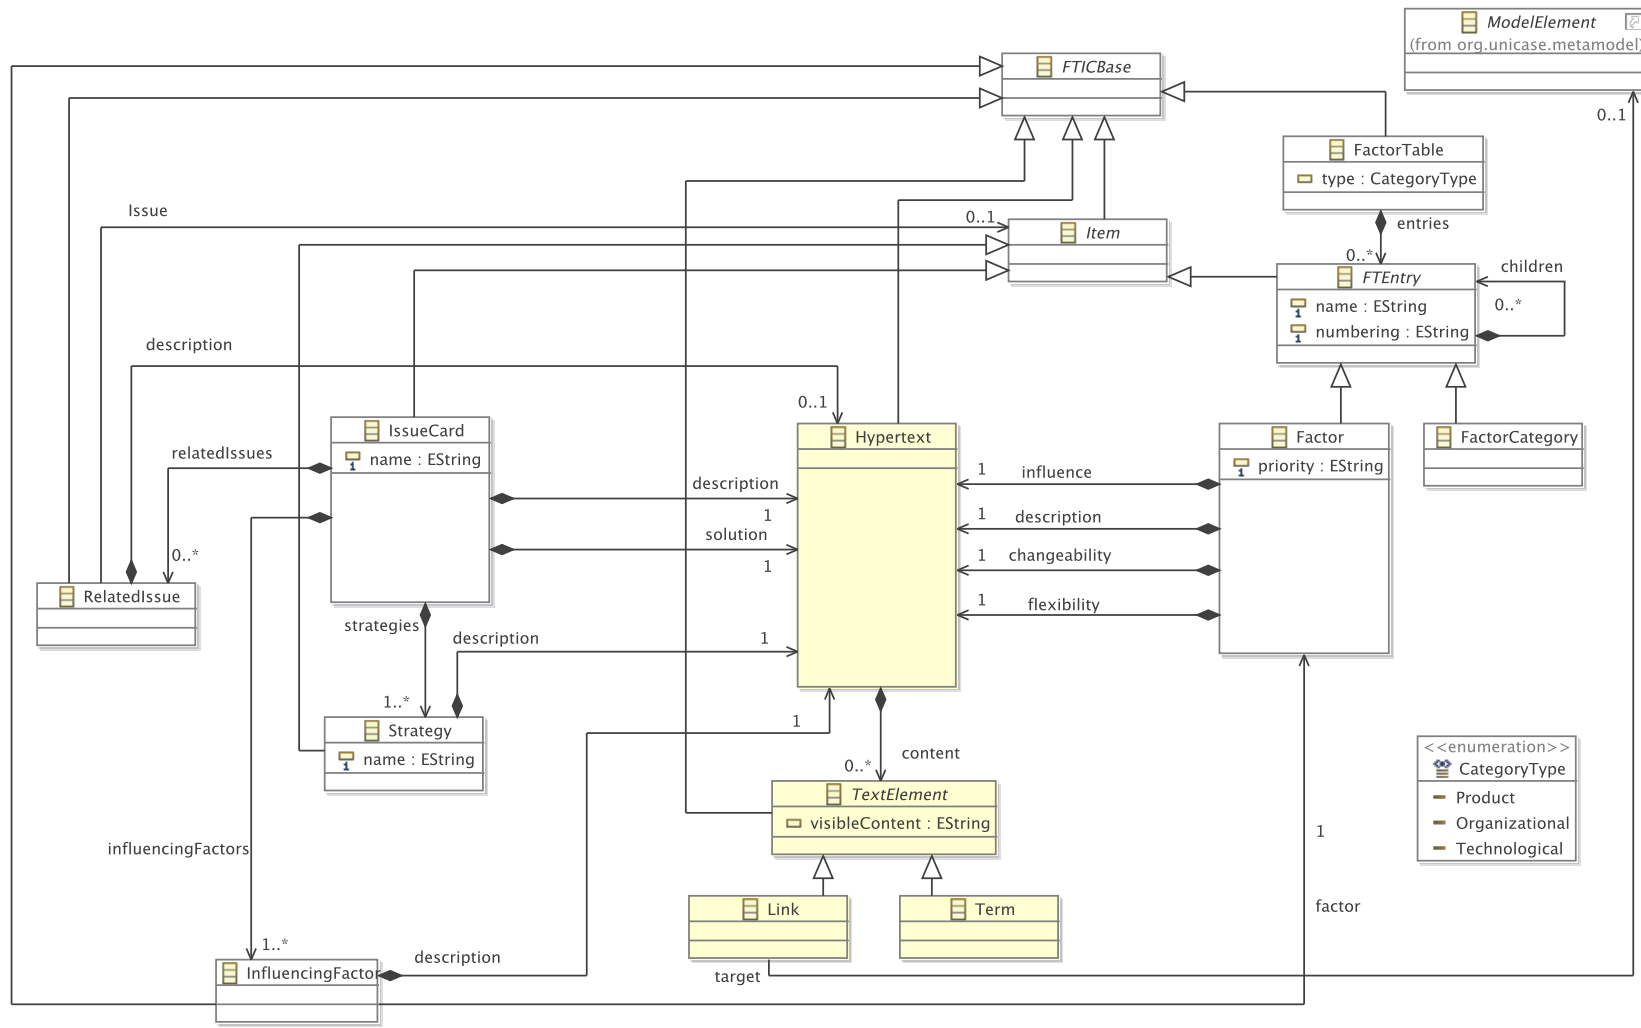 ModelElement
(from org.unicase.metamodel)
FTICBase
0..1
FactorTable
type : CategoryType
Issue
0..1
Item
entries
0..*
children
FTEntry
name : EString
0..*
numbering : EString
description
0..1
IssueCard
name : EString
Hypertext
Factor
priority : EString
FactorCategory
relatedIssues
description
1
1
influence
solution
1
1
description
0..*
1
changeability
RelatedIssue
1
flexibility
strategies
description
1
1..*
Strategy
name : EString
1
content
0..*
TextElement
visibleContent : EString
<<enumeration>>
CategoryType
Product
Organizational
Technological
1
influencingFactors
Link
Term
factor
1..*
InfluencingFactor
description
target